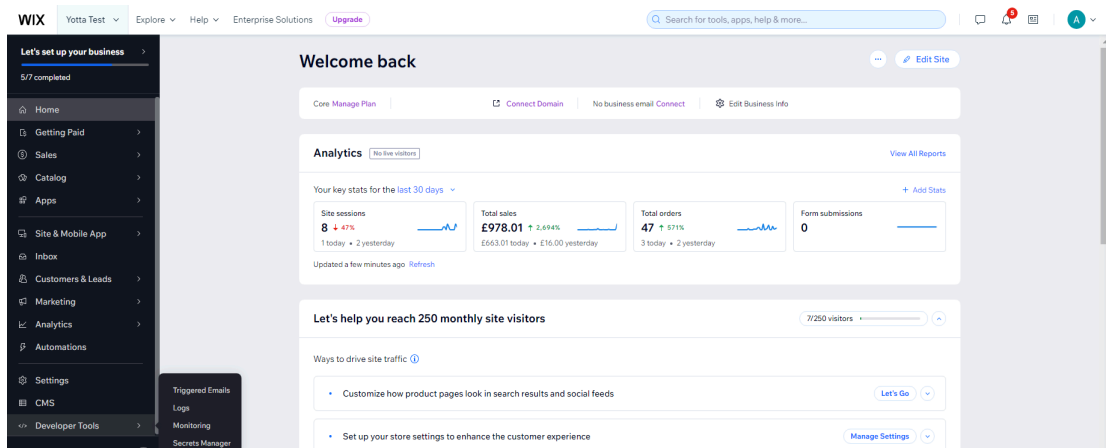 WIX Yotta Test Explore Help Enterprise Solutions Upgrade Search for tools, apps, help & more... 5 A
Let's set up your business
5/7 completed
Home
Getting Paid
Sales
Catalog
Apps
Site & Mobile App
Inbox
Customers & Leads
Marketing
Analytics
Automations
Settings
CMS
Developer Tools
Triggered Emails
Logs
Monitoring
Secrets Manager
Welcome back
... Edit Site
Core Manage Plan Connect Domain No business email Connect Edit Business Info
Analytics No live visitors View All Reports
Your key stats for the last 30 days + Add Stats
Site sessions
8 ↓ 47%
1 today • 2 yesterday
Total sales
£978.01 ↑ 2,694%
£663.01 today • £16.00 yesterday
Total orders
47 ↑ 571%
3 today • 2 yesterday
Form submissions
0
Updated a few minutes ago Refresh
Let's help you reach 250 monthly site visitors 7/250 visitors
Ways to drive site traffic
• Customize how product pages look in search results and social feeds Let's Go
• Set up your store settings to enhance the customer experience Manage Settings